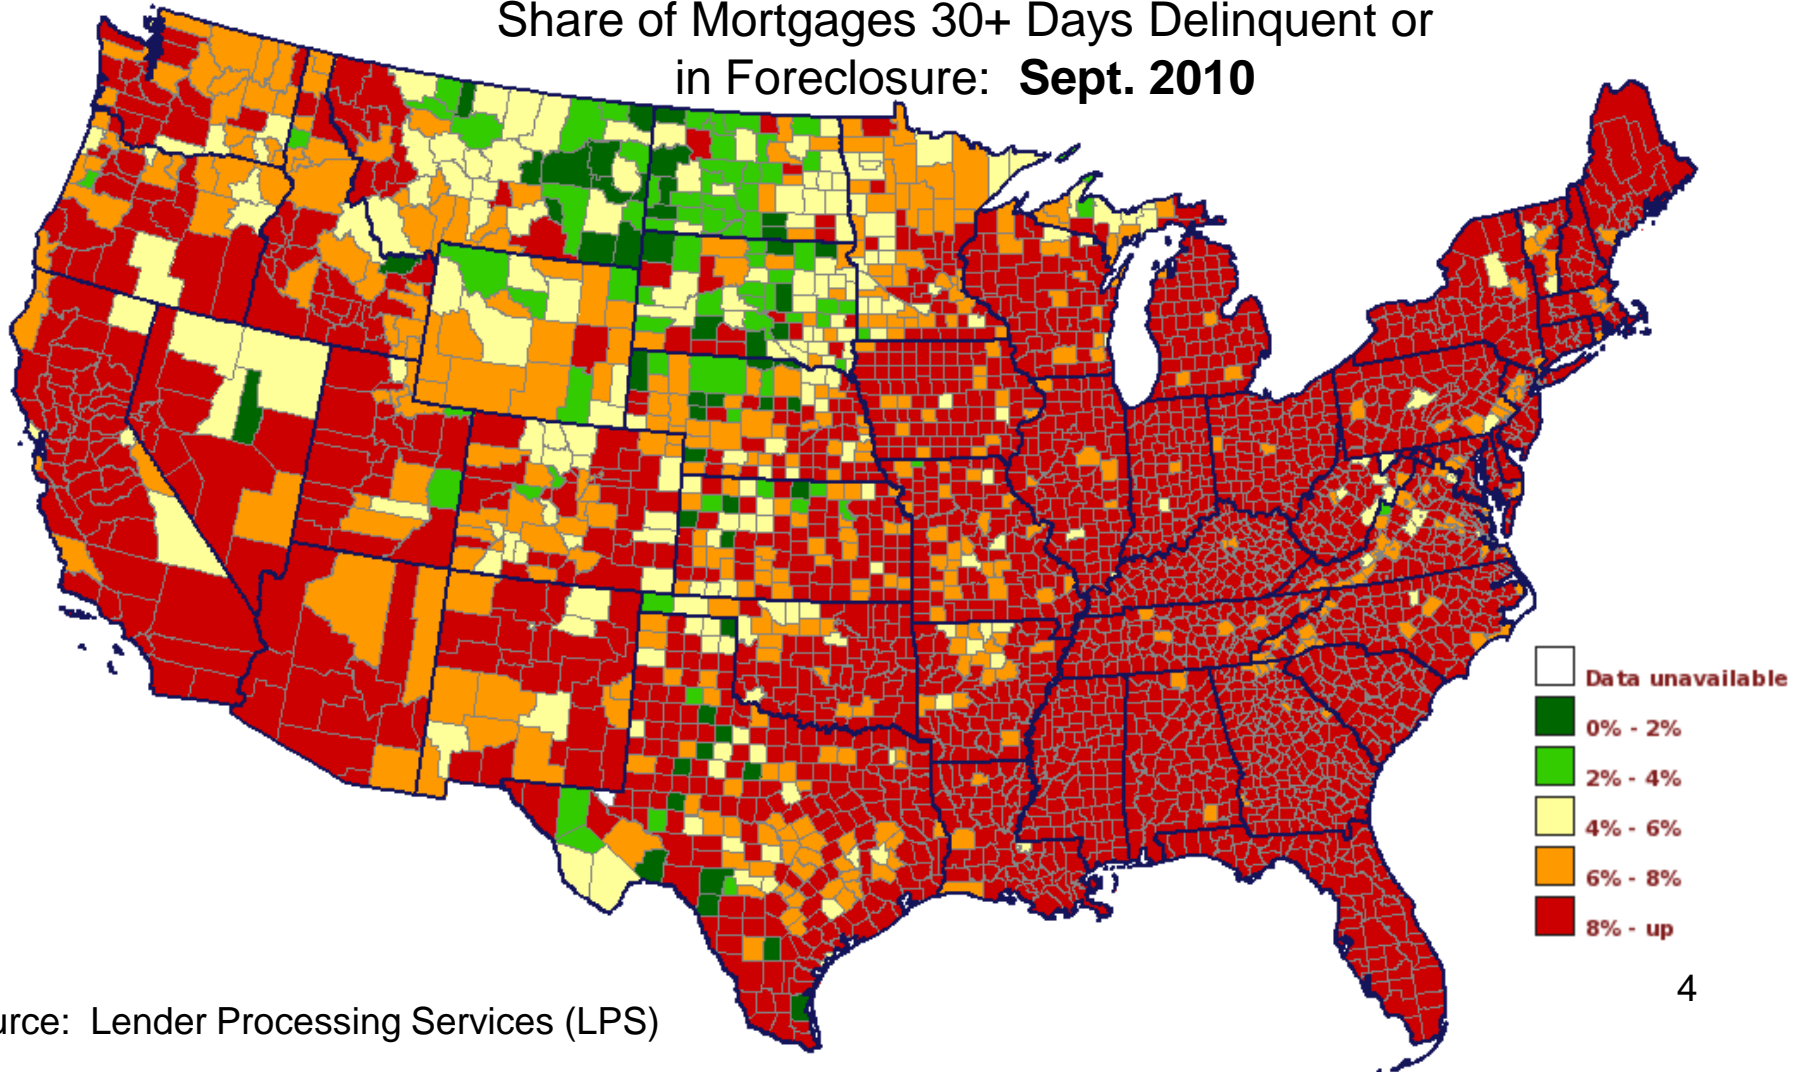 Share of Mortgages 30+ Days Delinquent or
in Foreclosure: Sept. 2010
Data unavailable
0% - 2%
2% - 4%
4% - 6%
6% - 8%
8% - up
4
urce: Lender Processing Services (LPS)